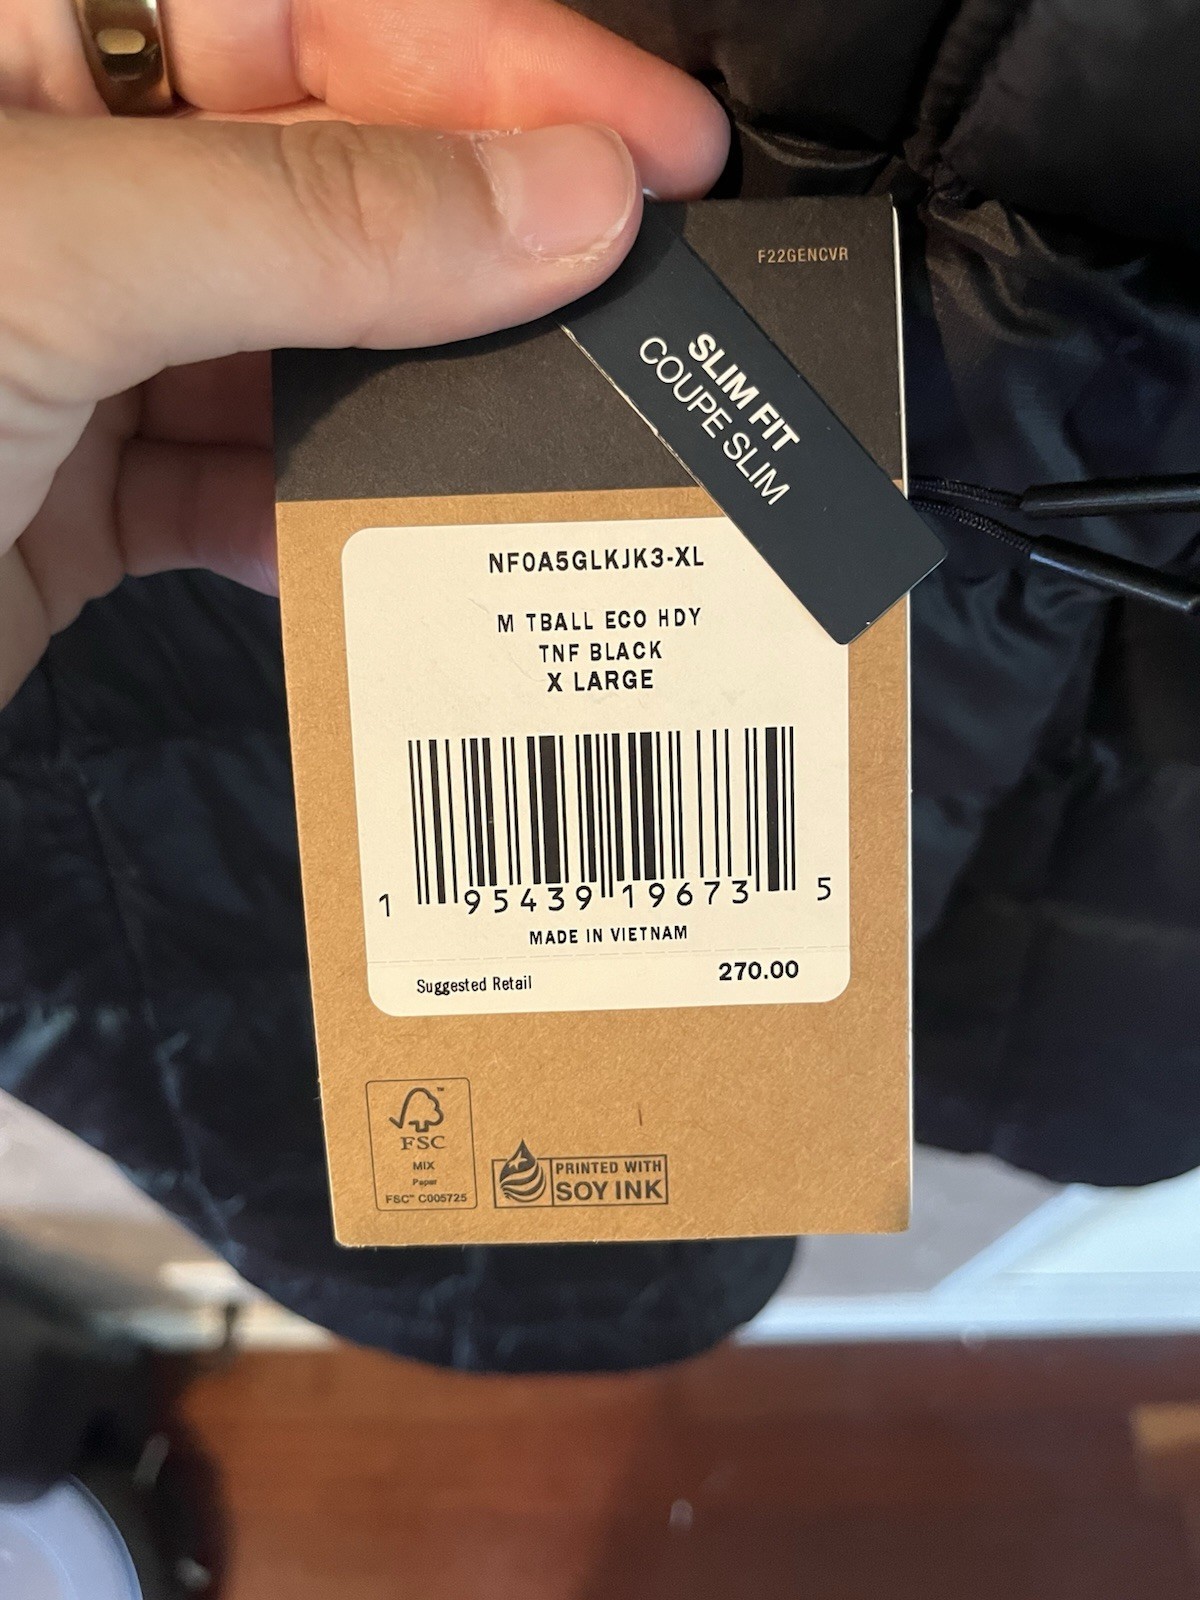 F22GENCVR
SLIM FIT
COUPE SLIM
NF0A5GLKJK3-XL
M TBALL ECO HDY
TNF BLACK
X LARGE
1 95439 19673 5
MADE IN VIETNAM
Suggested Retail 270.00
FSC
MIX
Paper
FSC™ C005725
PRINTED WITH
SOY INK